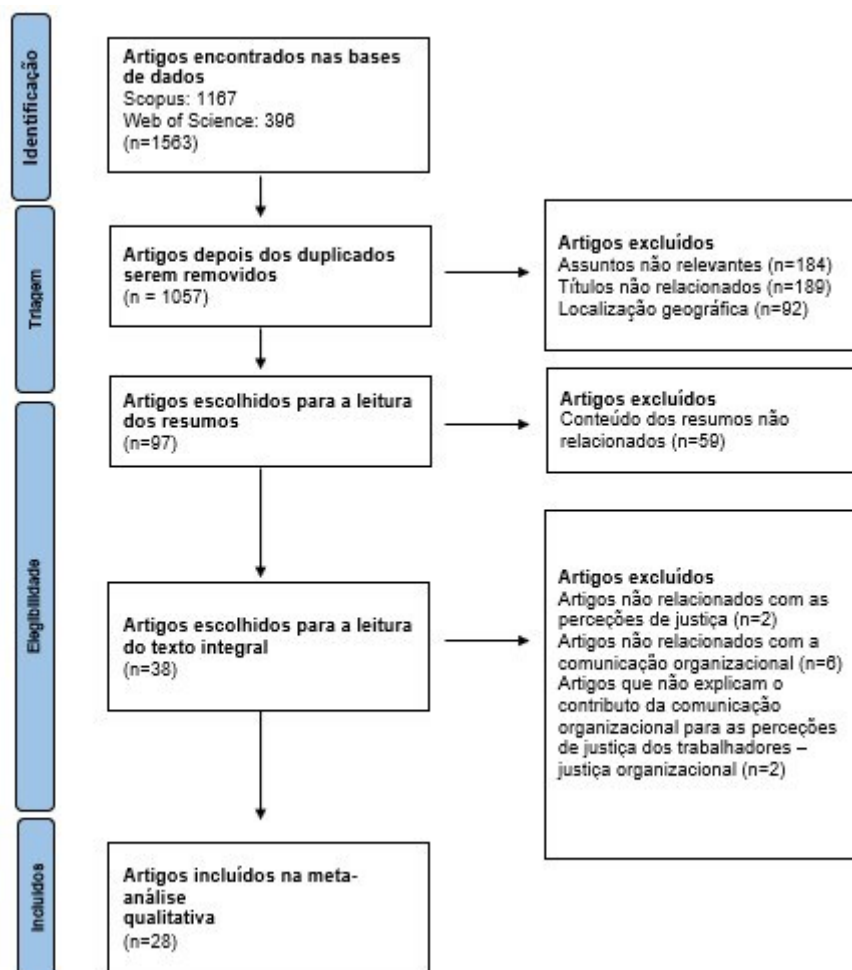 Identificação
Artigos encontrados nas bases
de dados
Scopus: 1167
Web of Science: 396
(n=1563)
Triagem
Artigos depois dos duplicados
serem removidos
(n = 1057)
Artigos excluídos
Assuntos não relevantes (n=184)
Títulos não relacionados (n=189)
Localização geográfica (n=92)
Elegibilidade
Artigos escolhidos para a leitura
dos resumos
(n=97)
Artigos excluídos
Conteúdo dos resumos não
relacionados (n=59)
Artigos escolhidos para a leitura
do texto integral
(n=38)
Artigos excluídos
Artigos não relacionados com as
perceções de justiça (n=2)
Artigos não relacionados com a
comunicação organizacional (n=6)
Artigos que não explicam o
contributo da comunicação
organizacional para as perceções
de justiça dos trabalhadores –
justiça organizacional (n=2)
Incluídos
Artigos incluídos na meta-
análise
qualitativa
(n=28)